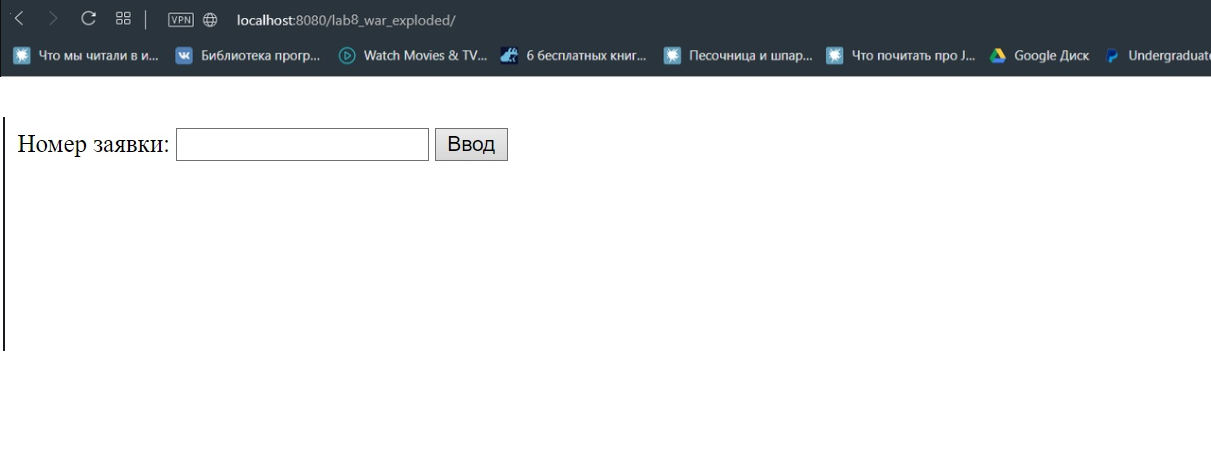 VPN localhost:8080/lab8_war_exploded/
Что мы читали в и... Библиотека прогр... Watch Movies & TV... 6 бесплатных книг... Песочница и шпар... Что почитать про J... Google Диск Undergraduate
Номер заявки: Ввод